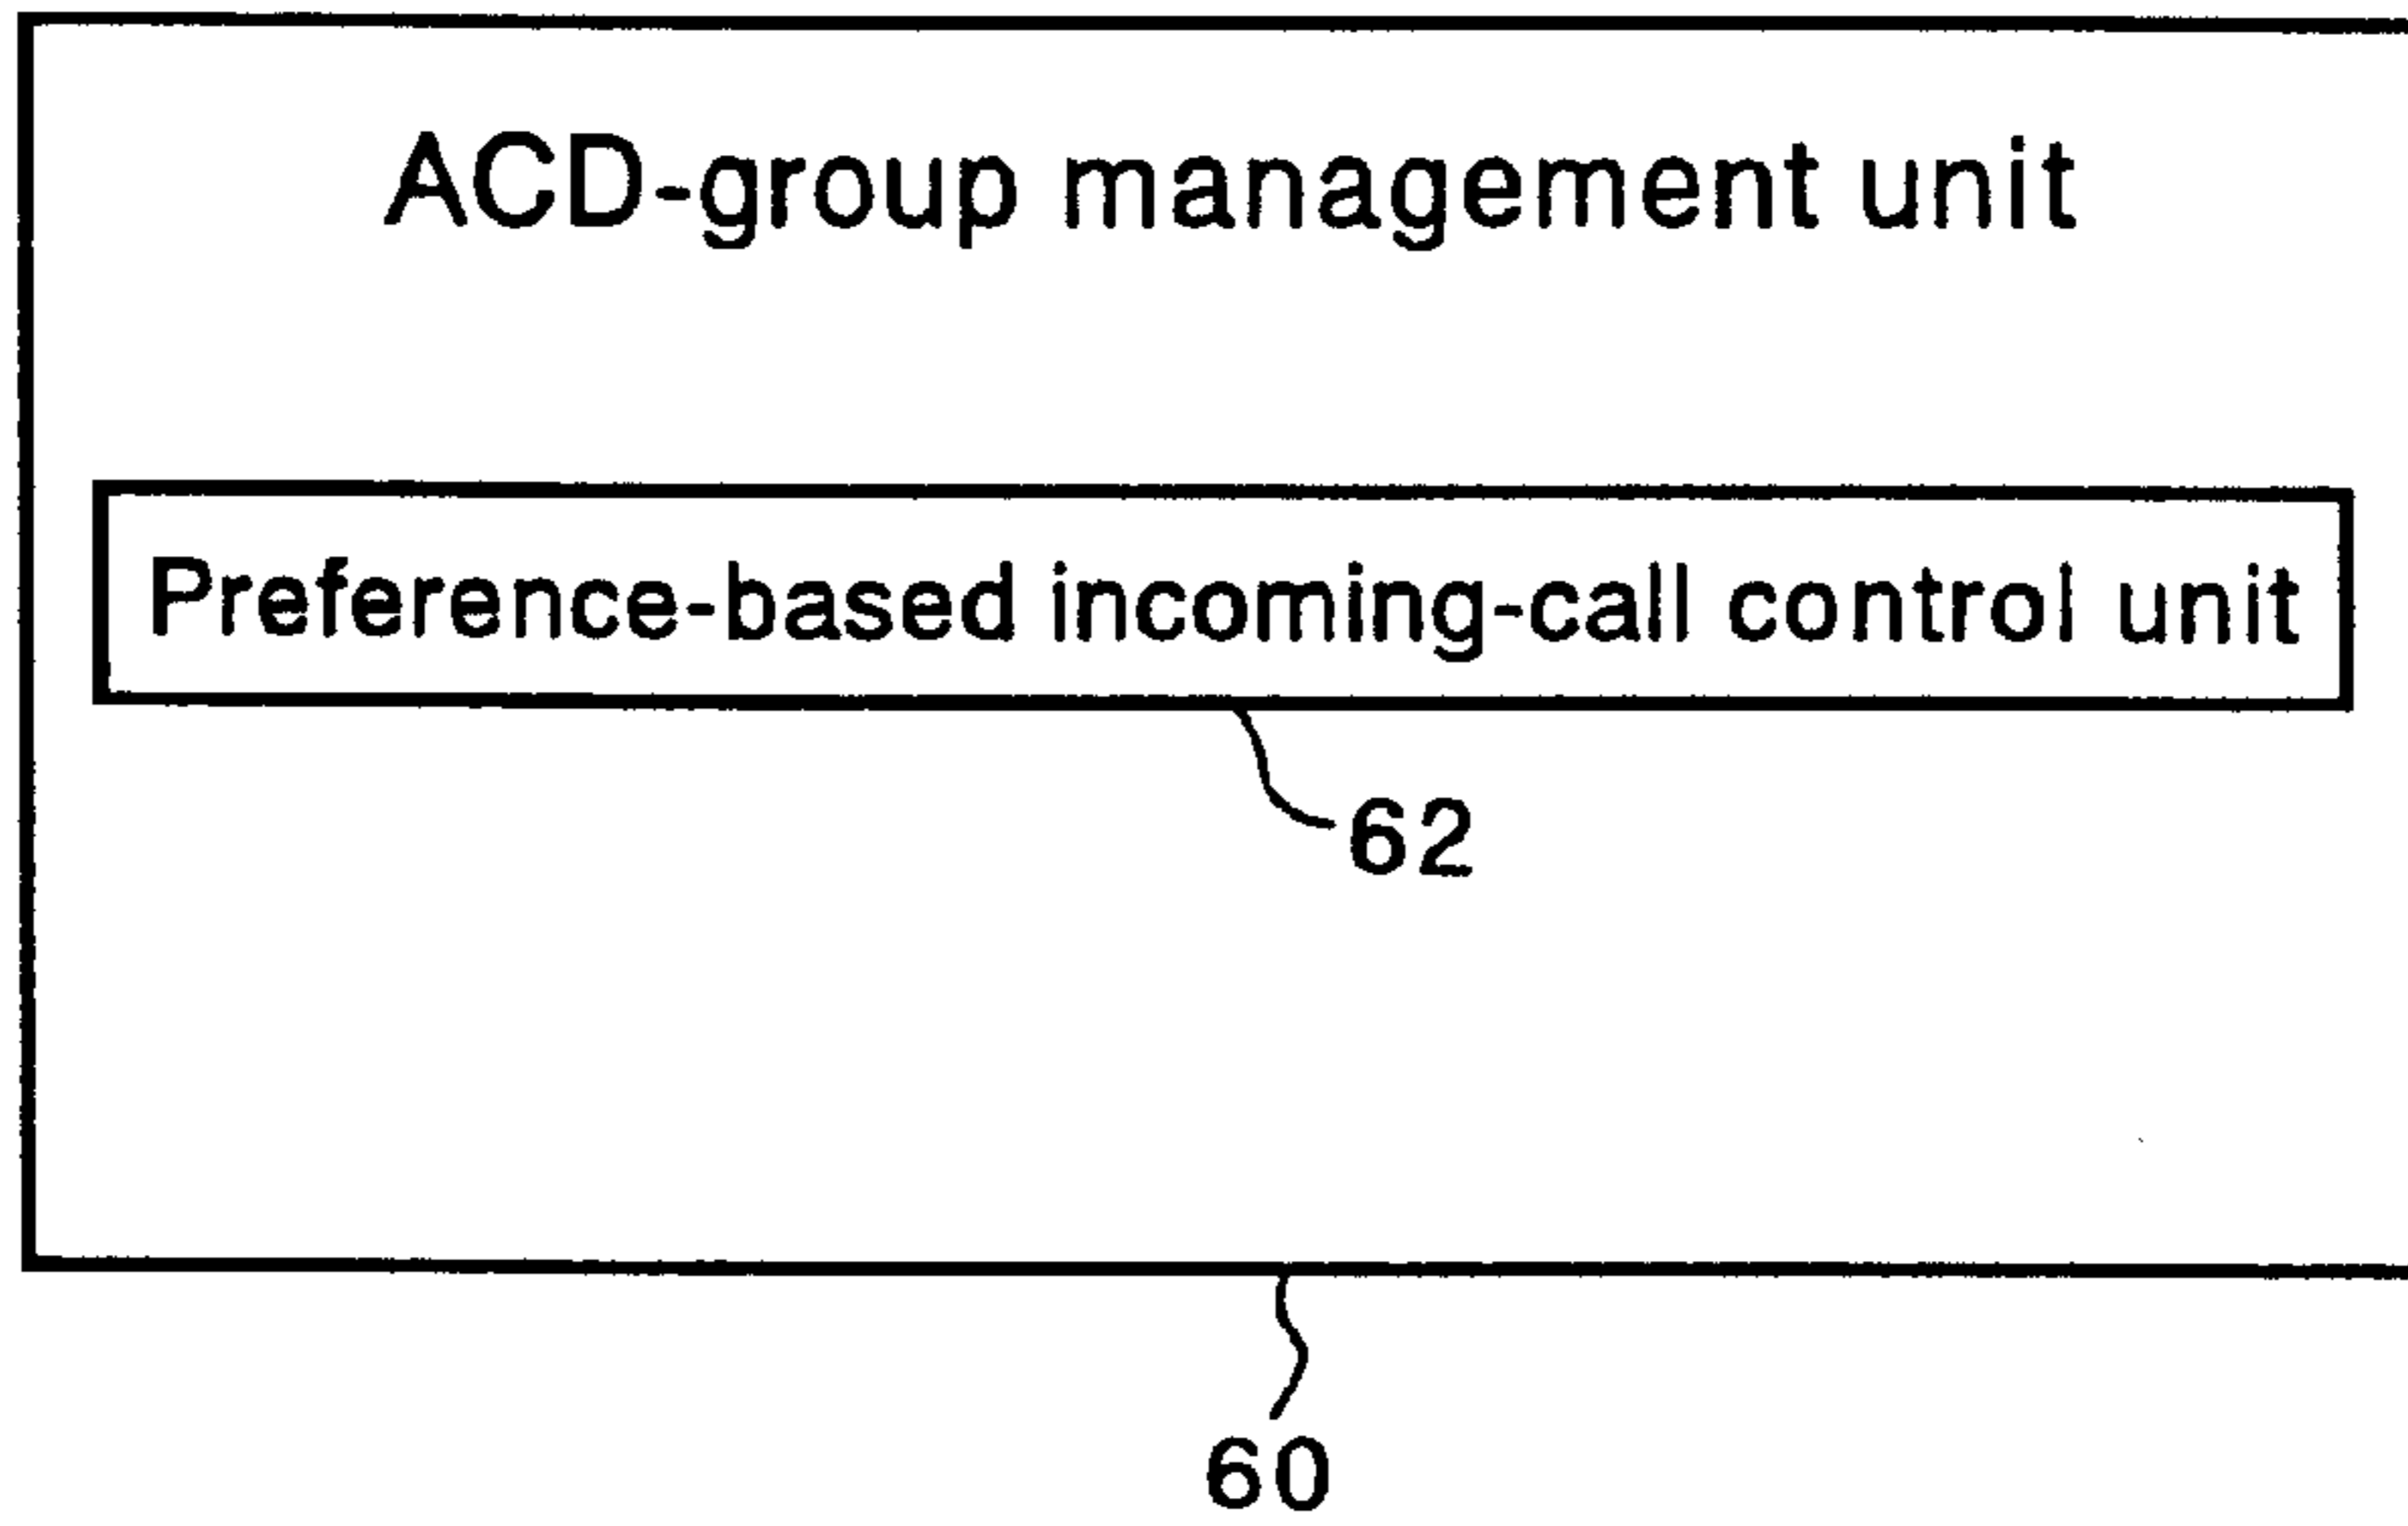 ACD-group management unit
Preference-based incoming-call control unit
62
60